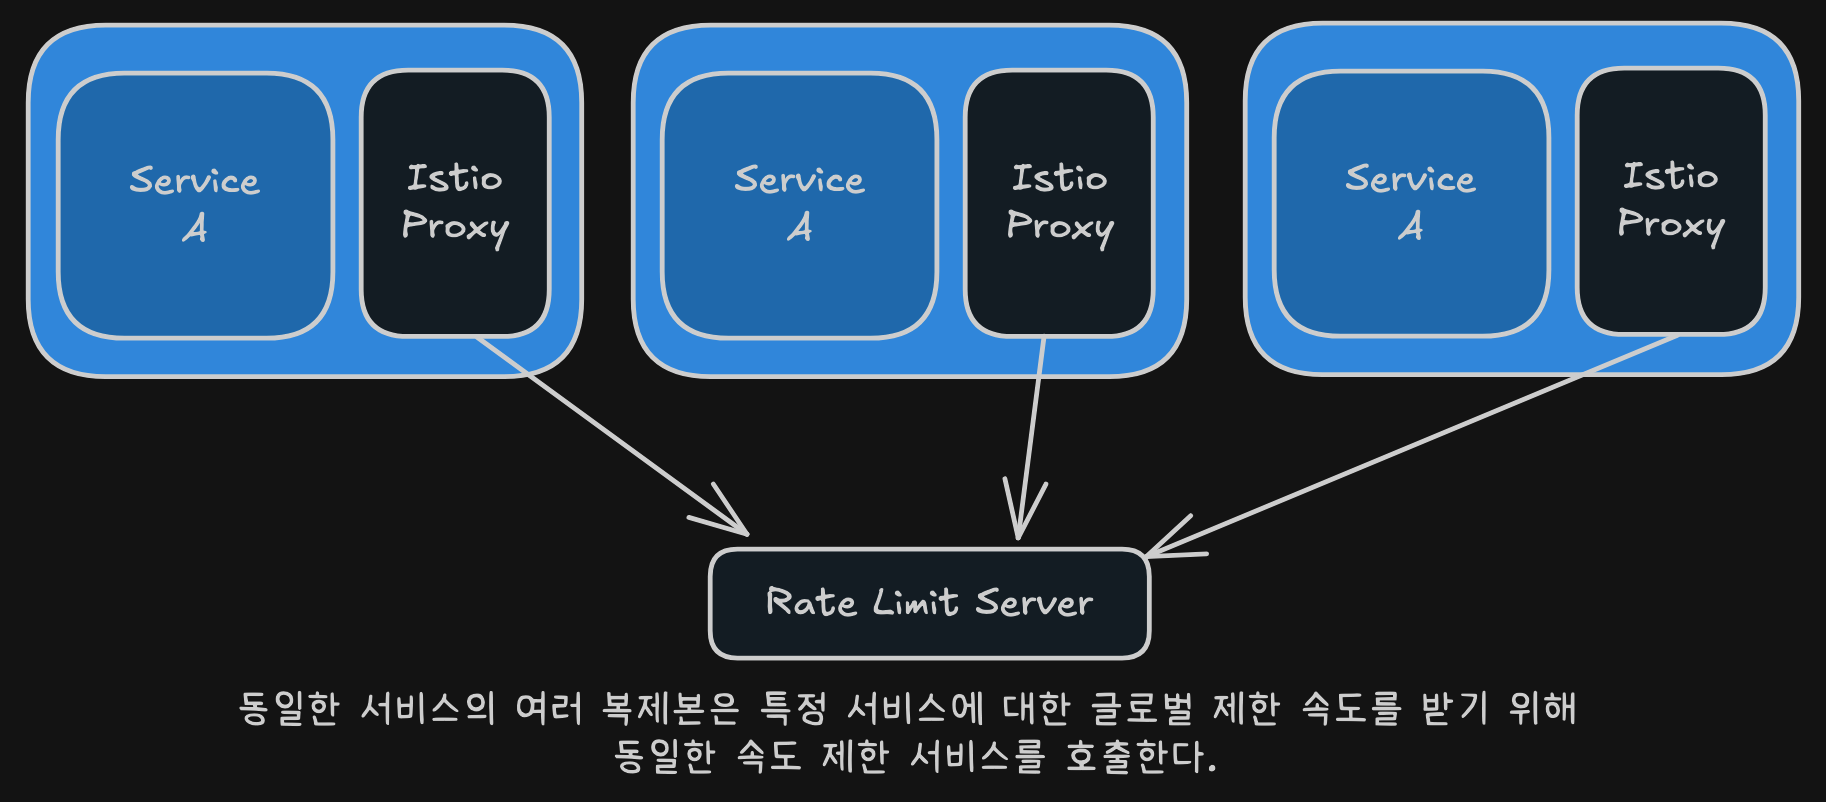 Service
A
Istio
Proxy
Service
A
Istio
Proxy
Service
A
Istio
Proxy
Rate Limit Server
동일한 서비스의 여러 복제본은 특정 서비스에 대한 글로벌 제한 속도를 받기 위해
동일한 속도 제한 서비스를 호출한다.